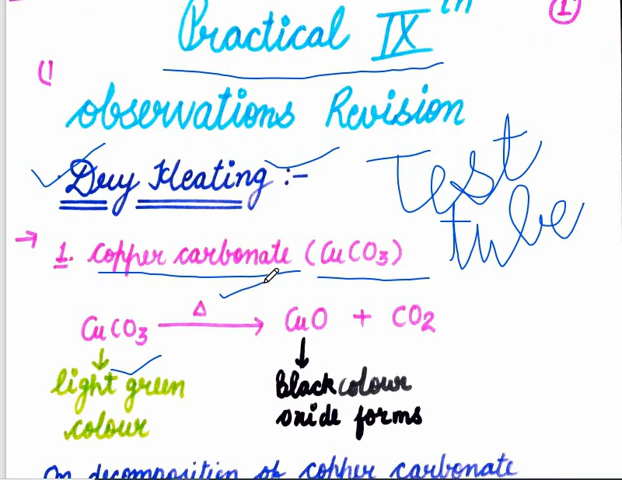 Practical IXth
1
observations Revision
Dry Heating :-
Test
tube
→ 1. Copper carbonate (CuCO3)
CuCO3 —Δ→ CuO + CO2
↓ ↓
light green Black colour
colour oxide forms
On decomposition of copper carbonate